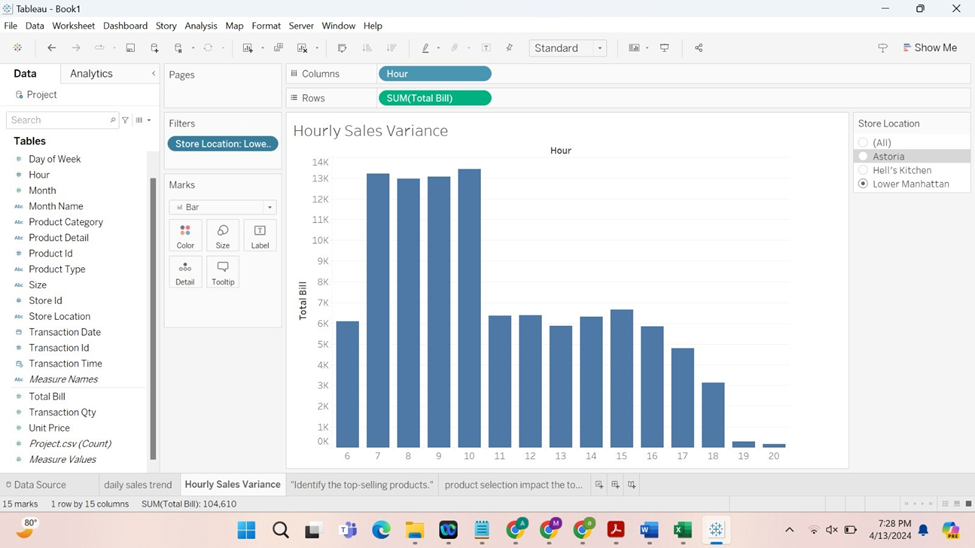 Tableau - Book1
File Data Worksheet Dashboard Story Analysis Map Format Server Window Help
Standard
Show Me
Data Analytics
Project
Search
Tables
Day of Week
Hour
Month
Abc Month Name
Abc Product Category
Abc Product Detail
Product Id
Abc Product Type
Abc Size
Store Id
Abc Store Location
Transaction Date
Transaction Id
Transaction Time
Abc Measure Names
Total Bill
Transaction Qty
Unit Price
Project.csv (Count)
Measure Values
Pages
Filters
Store Location: Lowe..
Marks
Bar
Color Size Label
Detail Tooltip
Columns Hour
Rows SUM(Total Bill)
Hourly Sales Variance
Hour
Total Bill
14K
13K
12K
11K
10K
9K
8K
7K
6K
5K
4K
3K
2K
1K
0K
6 7 8 9 10 11 12 13 14 15 16 17 18 19 20
Store Location
(All)
Astoria
Hell's Kitchen
Lower Manhattan
Data Source daily sales trend Hourly Sales Variance "Identify the top-selling products." product selection impact the to...
15 marks 1 row by 15 columns SUM(Total Bill): 104,610
80°
7:28 PM
4/13/2024
PRE